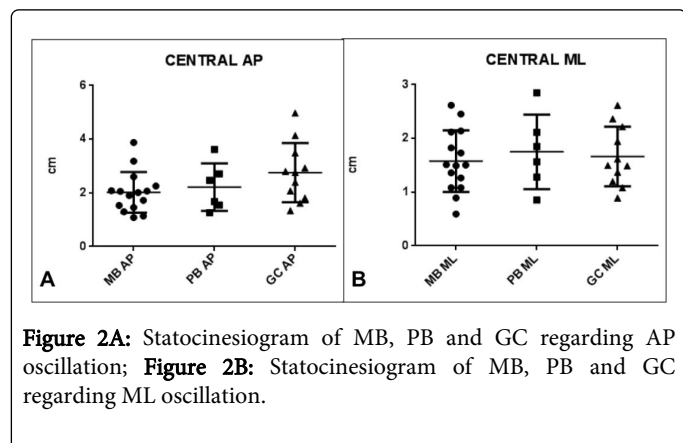 CENTRAL AP
6
4
2
0
cm
MB AP
PB AP
GC AP
A
CENTRAL ML
3
2
1
0
cm
MB ML
PB ML
GC ML
B
Figure 2A: Statocinesiogram of MB, PB and GC regarding AP
oscillation; Figure 2B: Statocinesiogram of MB, PB and GC
regarding ML oscillation.